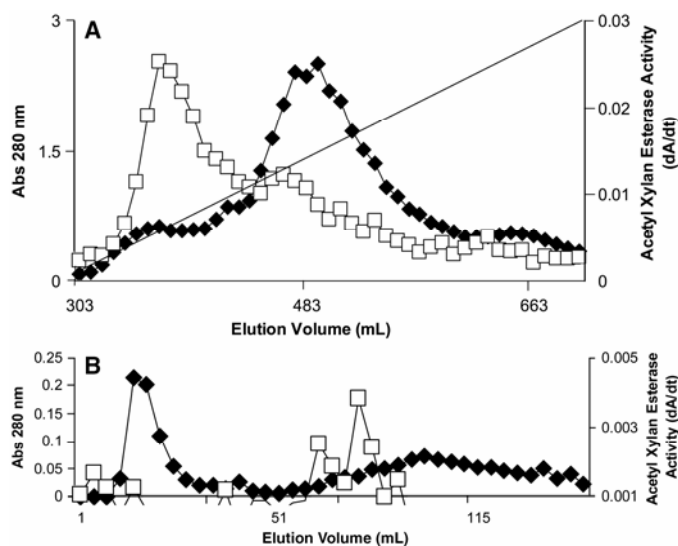 A
3
1.5
0
Abs 280 nm
0.03
0.02
0.01
0
Acetyl Xylan Esterase Activity
(dA/dt)
303
483
663
Elution Volume (mL)
B
0.25
0.2
0.15
0.1
0.05
0
Abs 280 nm
0.005
0.003
0.002
0.001
Acetyl Xylan Esterase
Activity (dA/dt)
1
51
115
Elution Volume (mL)